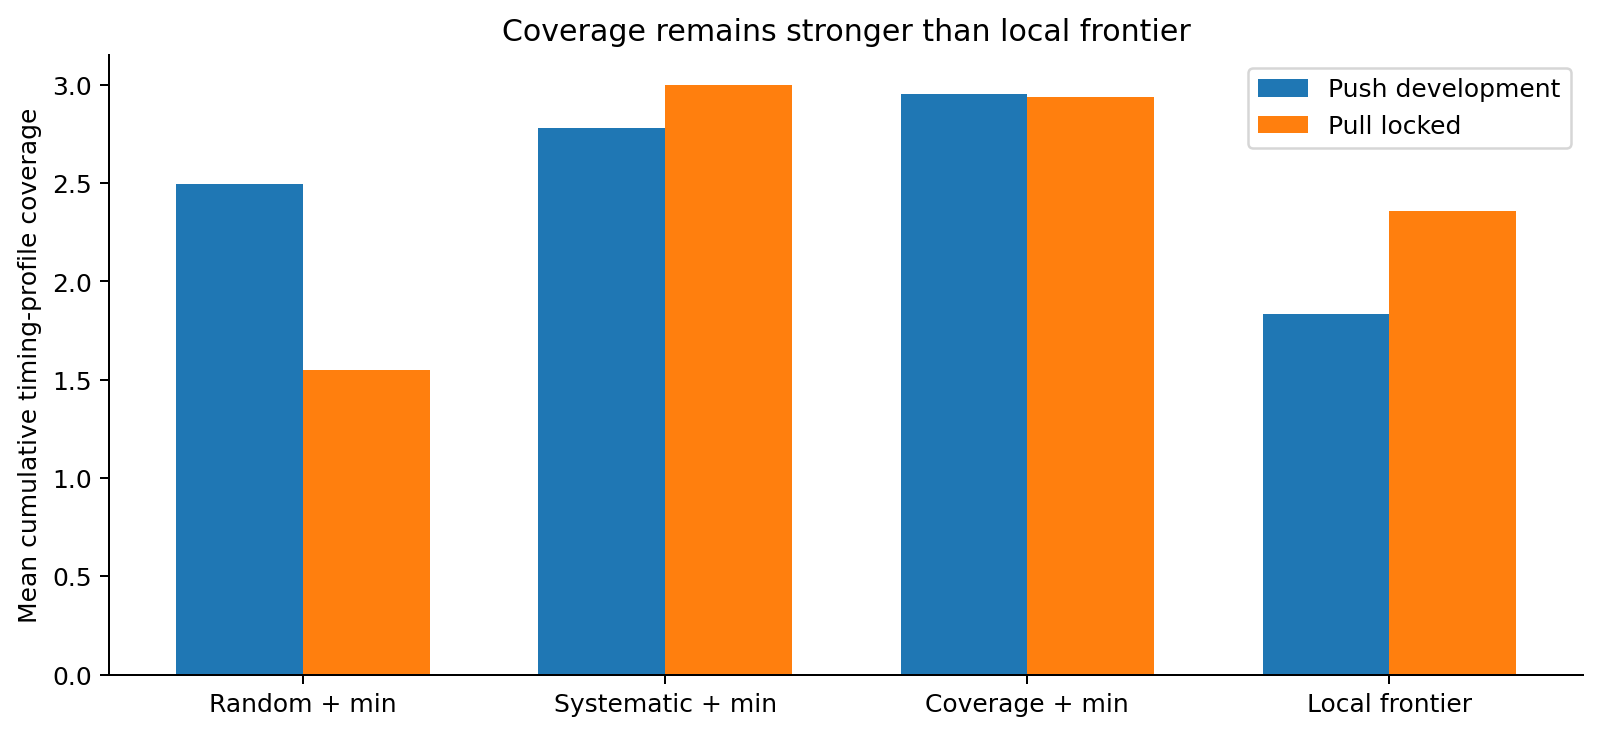 Coverage remains stronger than local frontier
Mean cumulative timing-profile coverage
3.0
2.5
2.0
1.5
1.0
0.5
0.0
Push development
Pull locked
Random + min
Systematic + min
Coverage + min
Local frontier